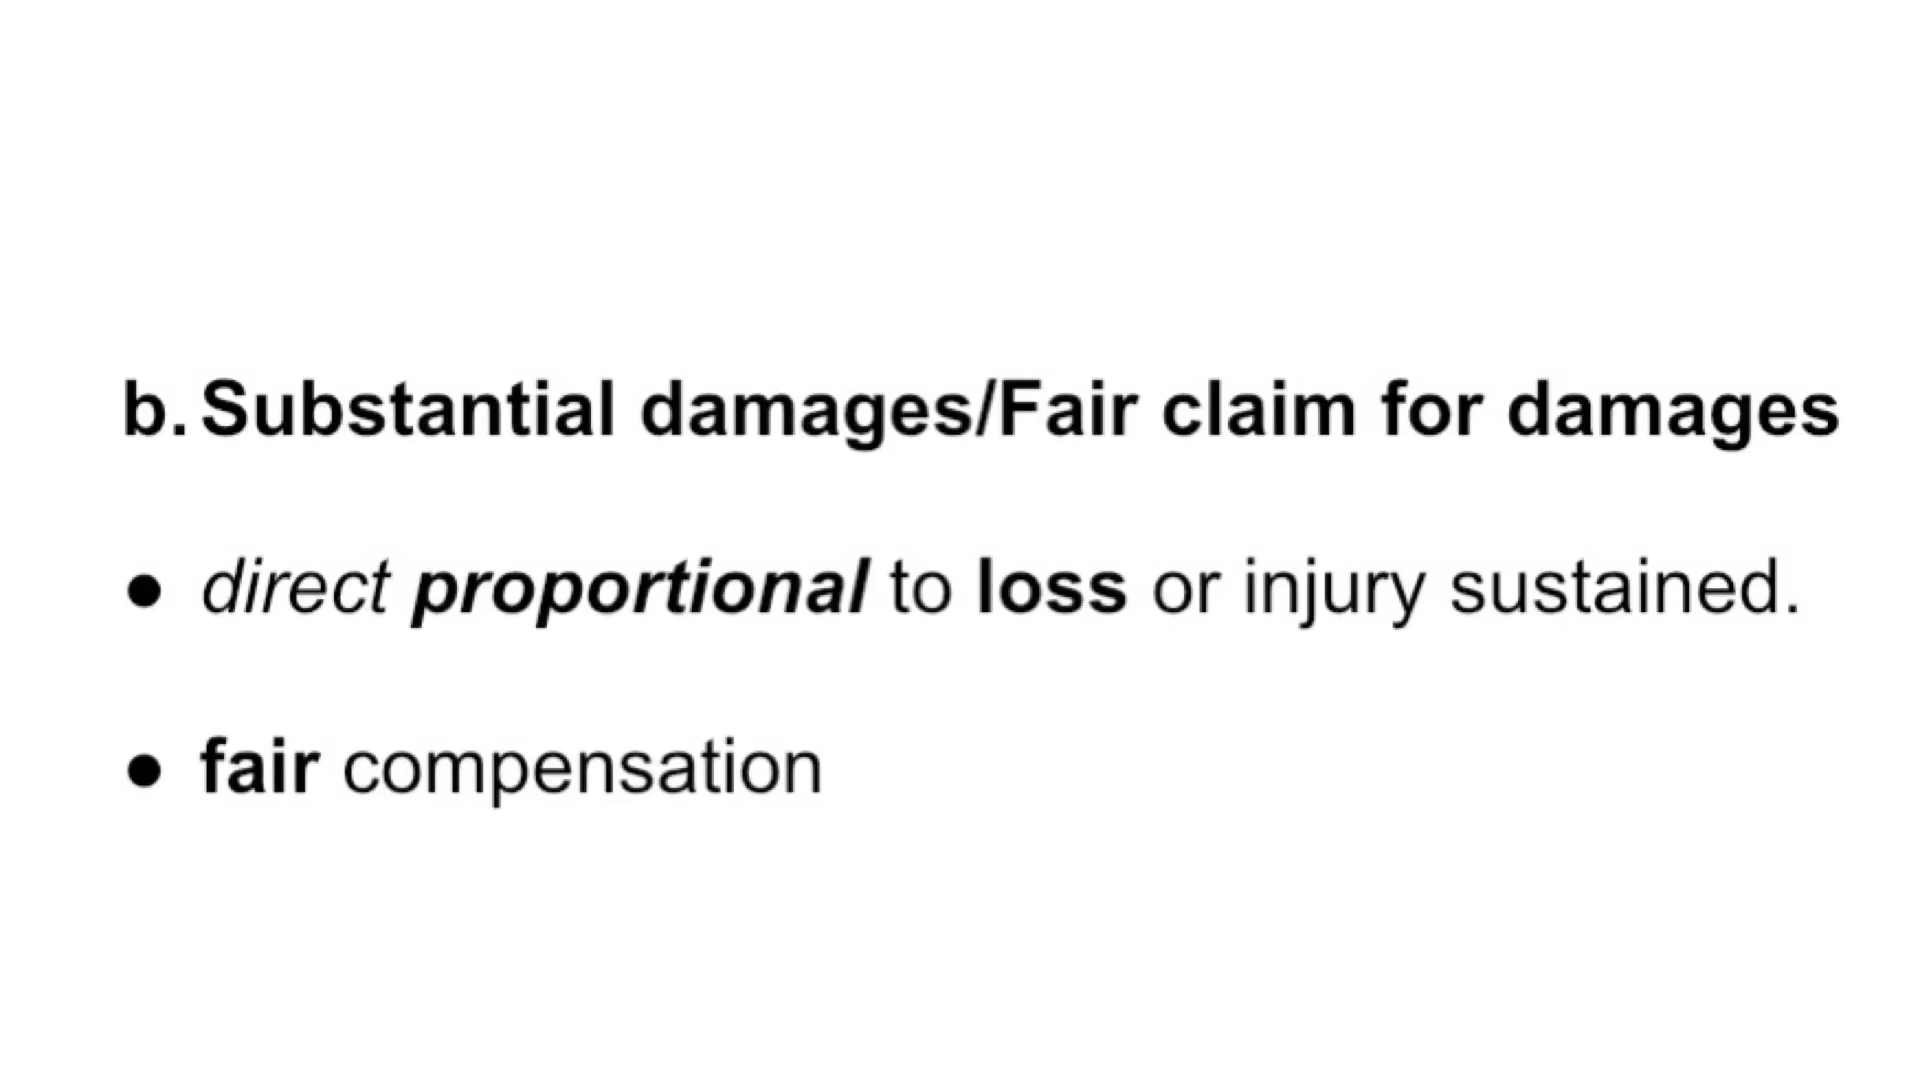 b. Substantial damages/Fair claim for damages
● direct proportional to loss or injury sustained.
● fair compensation